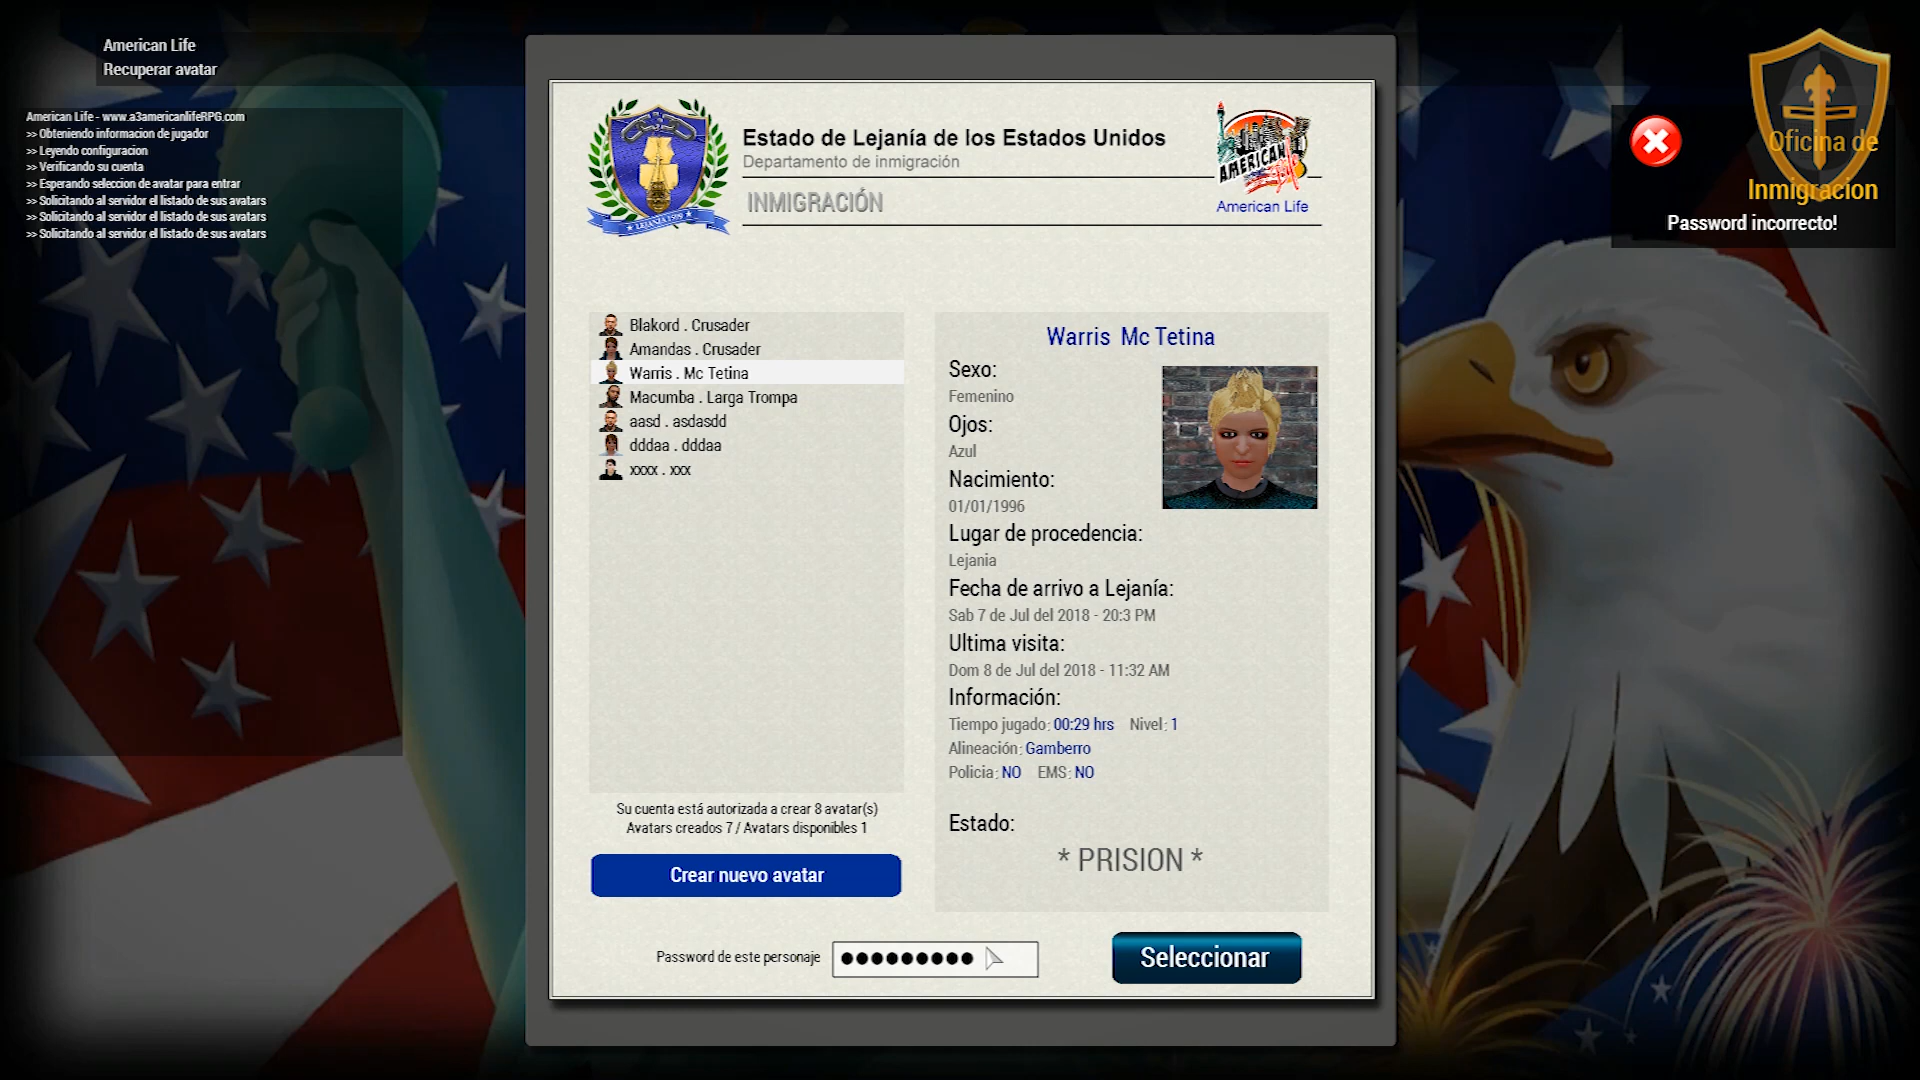 American Life
Recuperar avatar
American Life - www.a3americanlifeRPG.com
>> Obteniendo informacion de jugador
>> Leyendo configuracion
>> Verificando su cuenta
>> Esperando seleccion de avatar para entrar
>> Solicitando al servidor el listado de sus avatars
>> Solicitando al servidor el listado de sus avatars
>> Solicitando al servidor el listado de sus avatars
★ LEJANIA 1599 ★
Estado de Lejanía de los Estados Unidos
Departamento de inmigración
INMIGRACIÓN
AMERICAN
American Life
Oficina de
Inmigracion
Password incorrecto!
Blakord . Crusader
Amandas . Crusader
Warris . Mc Tetina
Macumba . Larga Trompa
aasd . asdasdd
dddaa . dddaa
xxxx . xxx
Su cuenta está autorizada a crear 8 avatar(s)
Avatars creados 7 / Avatars disponibles 1
Crear nuevo avatar
Warris Mc Tetina
Sexo:
Femenino
Ojos:
Azul
Nacimiento:
01/01/1996
Lugar de procedencia:
Lejania
Fecha de arrivo a Lejanía:
Sab 7 de Jul del 2018 - 20:3 PM
Ultima visita:
Dom 8 de Jul del 2018 - 11:32 AM
Información:
Tiempo jugado: 00:29 hrs Nivel: 1
Alineación: Gamberro
Policia: NO EMS: NO
Estado:
* PRISION *
Password de este personaje
Seleccionar